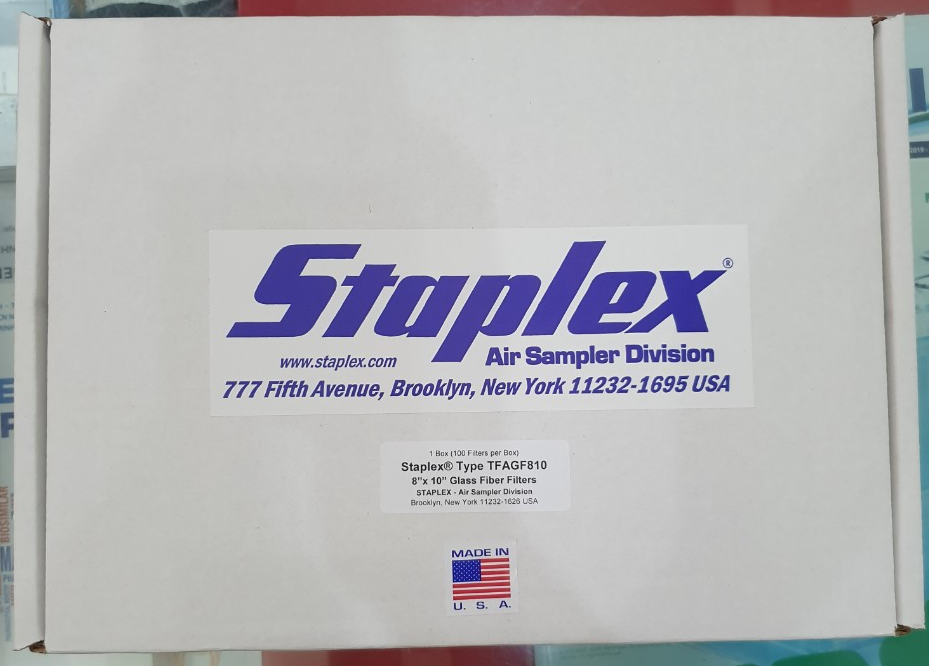 Staplex®
www.staplex.com
Air Sampler Division
777 Fifth Avenue, Brooklyn, New York 11232-1695 USA
1 Box (100 Filters per Box)
Staplex® Type TFAGF810
8"x 10" Glass Fiber Filters
STAPLEX - Air Sampler Division
Brooklyn, New York 11232-1626 USA
MADE IN
U. S. A.
BIOSIMILAR
2019